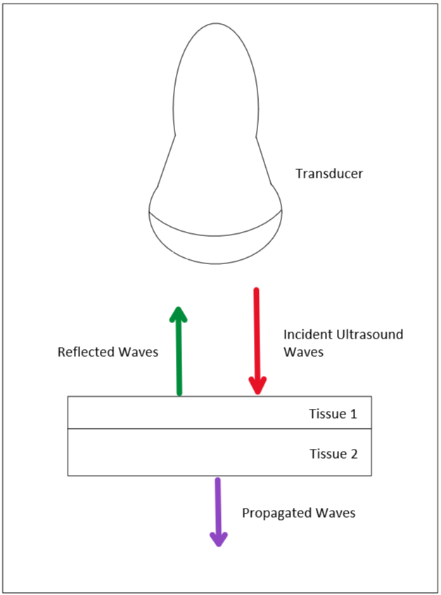 Transducer
Incident Ultrasound
Waves
Reflected Waves
Tissue 1
Tissue 2
Propagated Waves